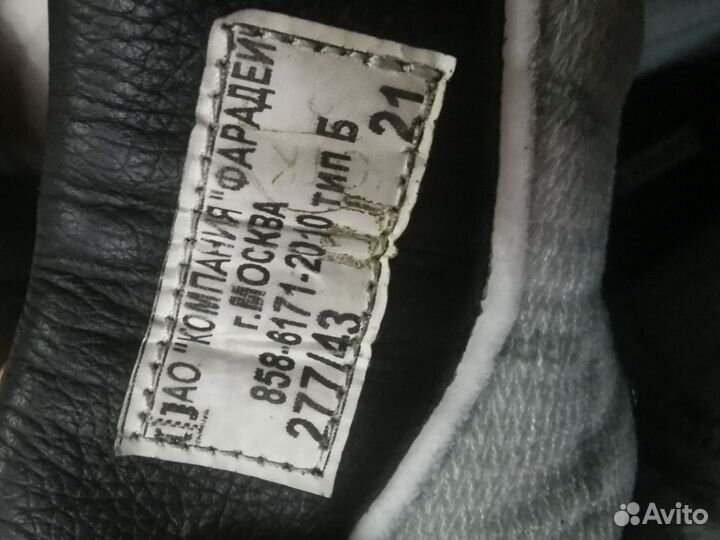 ЗАО "КОМПАНИЯ "ФАРАДЕЙ"
г.МОСКВА
858-6171-2010 тип Б
277/43 21
Avito